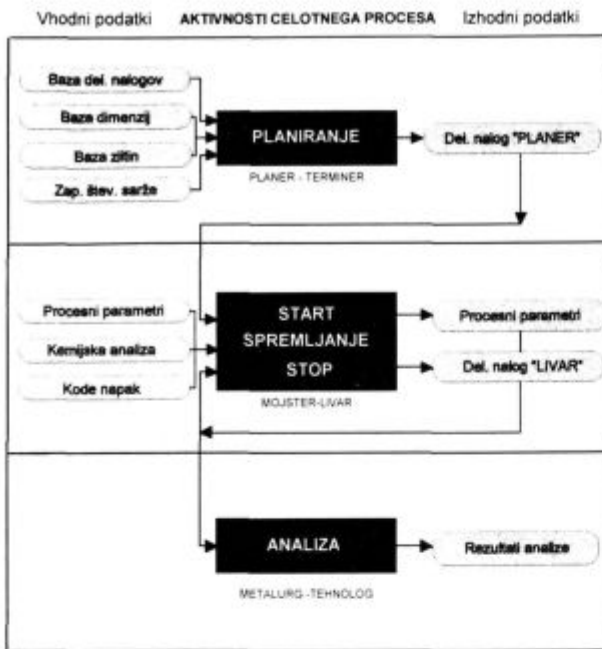 Vhodni podatki AKTIVNOSTI CELOTNEGA PROCESA Izhodni podatki
Baza del. nalogov
Baza dimenzij
Baza zlitin
Zap. štev. sarže
PLANIRANJE
PLANER - TERMINER
Del. nalog "PLANER"
Procesni parametri
Kemijska analiza
Kode napak
START
SPREMLJANJE
STOP
MOJSTER-LIVAR
Procesni parametri
Del. nalog "LIVAR"
ANALIZA
METALURG -TEHNOLOG
Rezultati analize